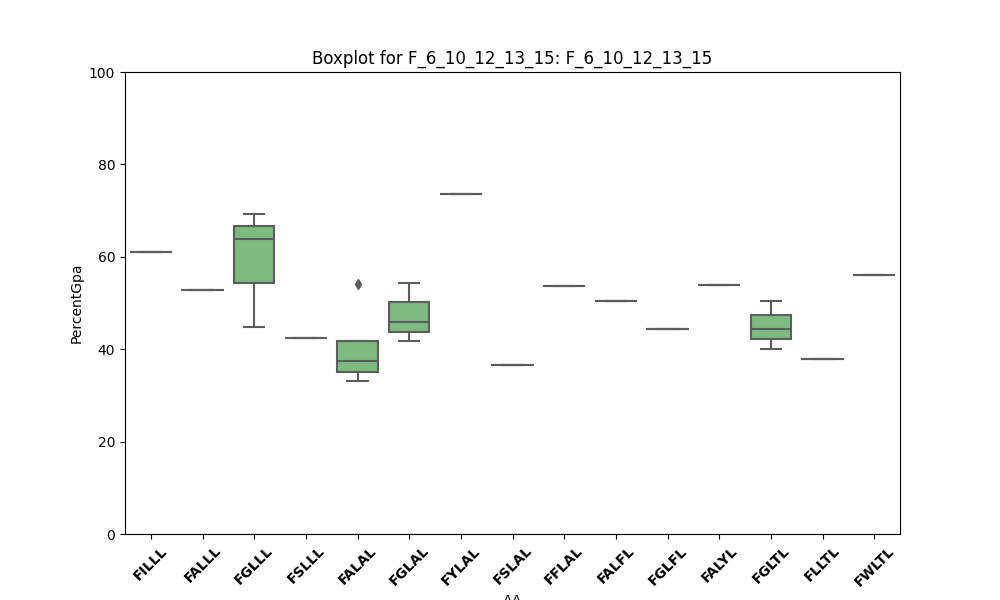 Boxplot for F_6_10_12_13_15: F_6_10_12_13_15
100
80
60
40
20
0
PercentGpa
FILLL
FALLL
FGLLL
FSLLL
FALAL
FGLAL
FYLAL
FSLAL
FFLAL
FALFL
FGLFL
FALYL
FGLTL
FLLTL
FWLTL
AA